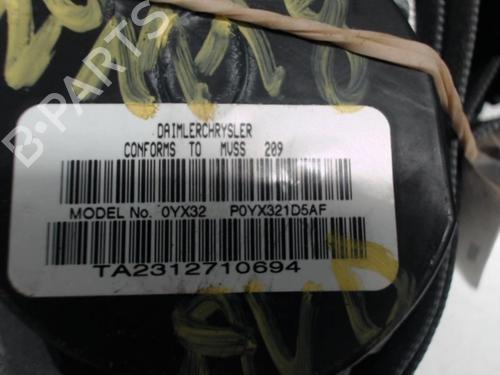 B-PARTS
DAIMLERCHRYSLER
CONFORMS TO MVSS 209
MODEL No. 0YX32 P0YX321D5AF
TA2312710694